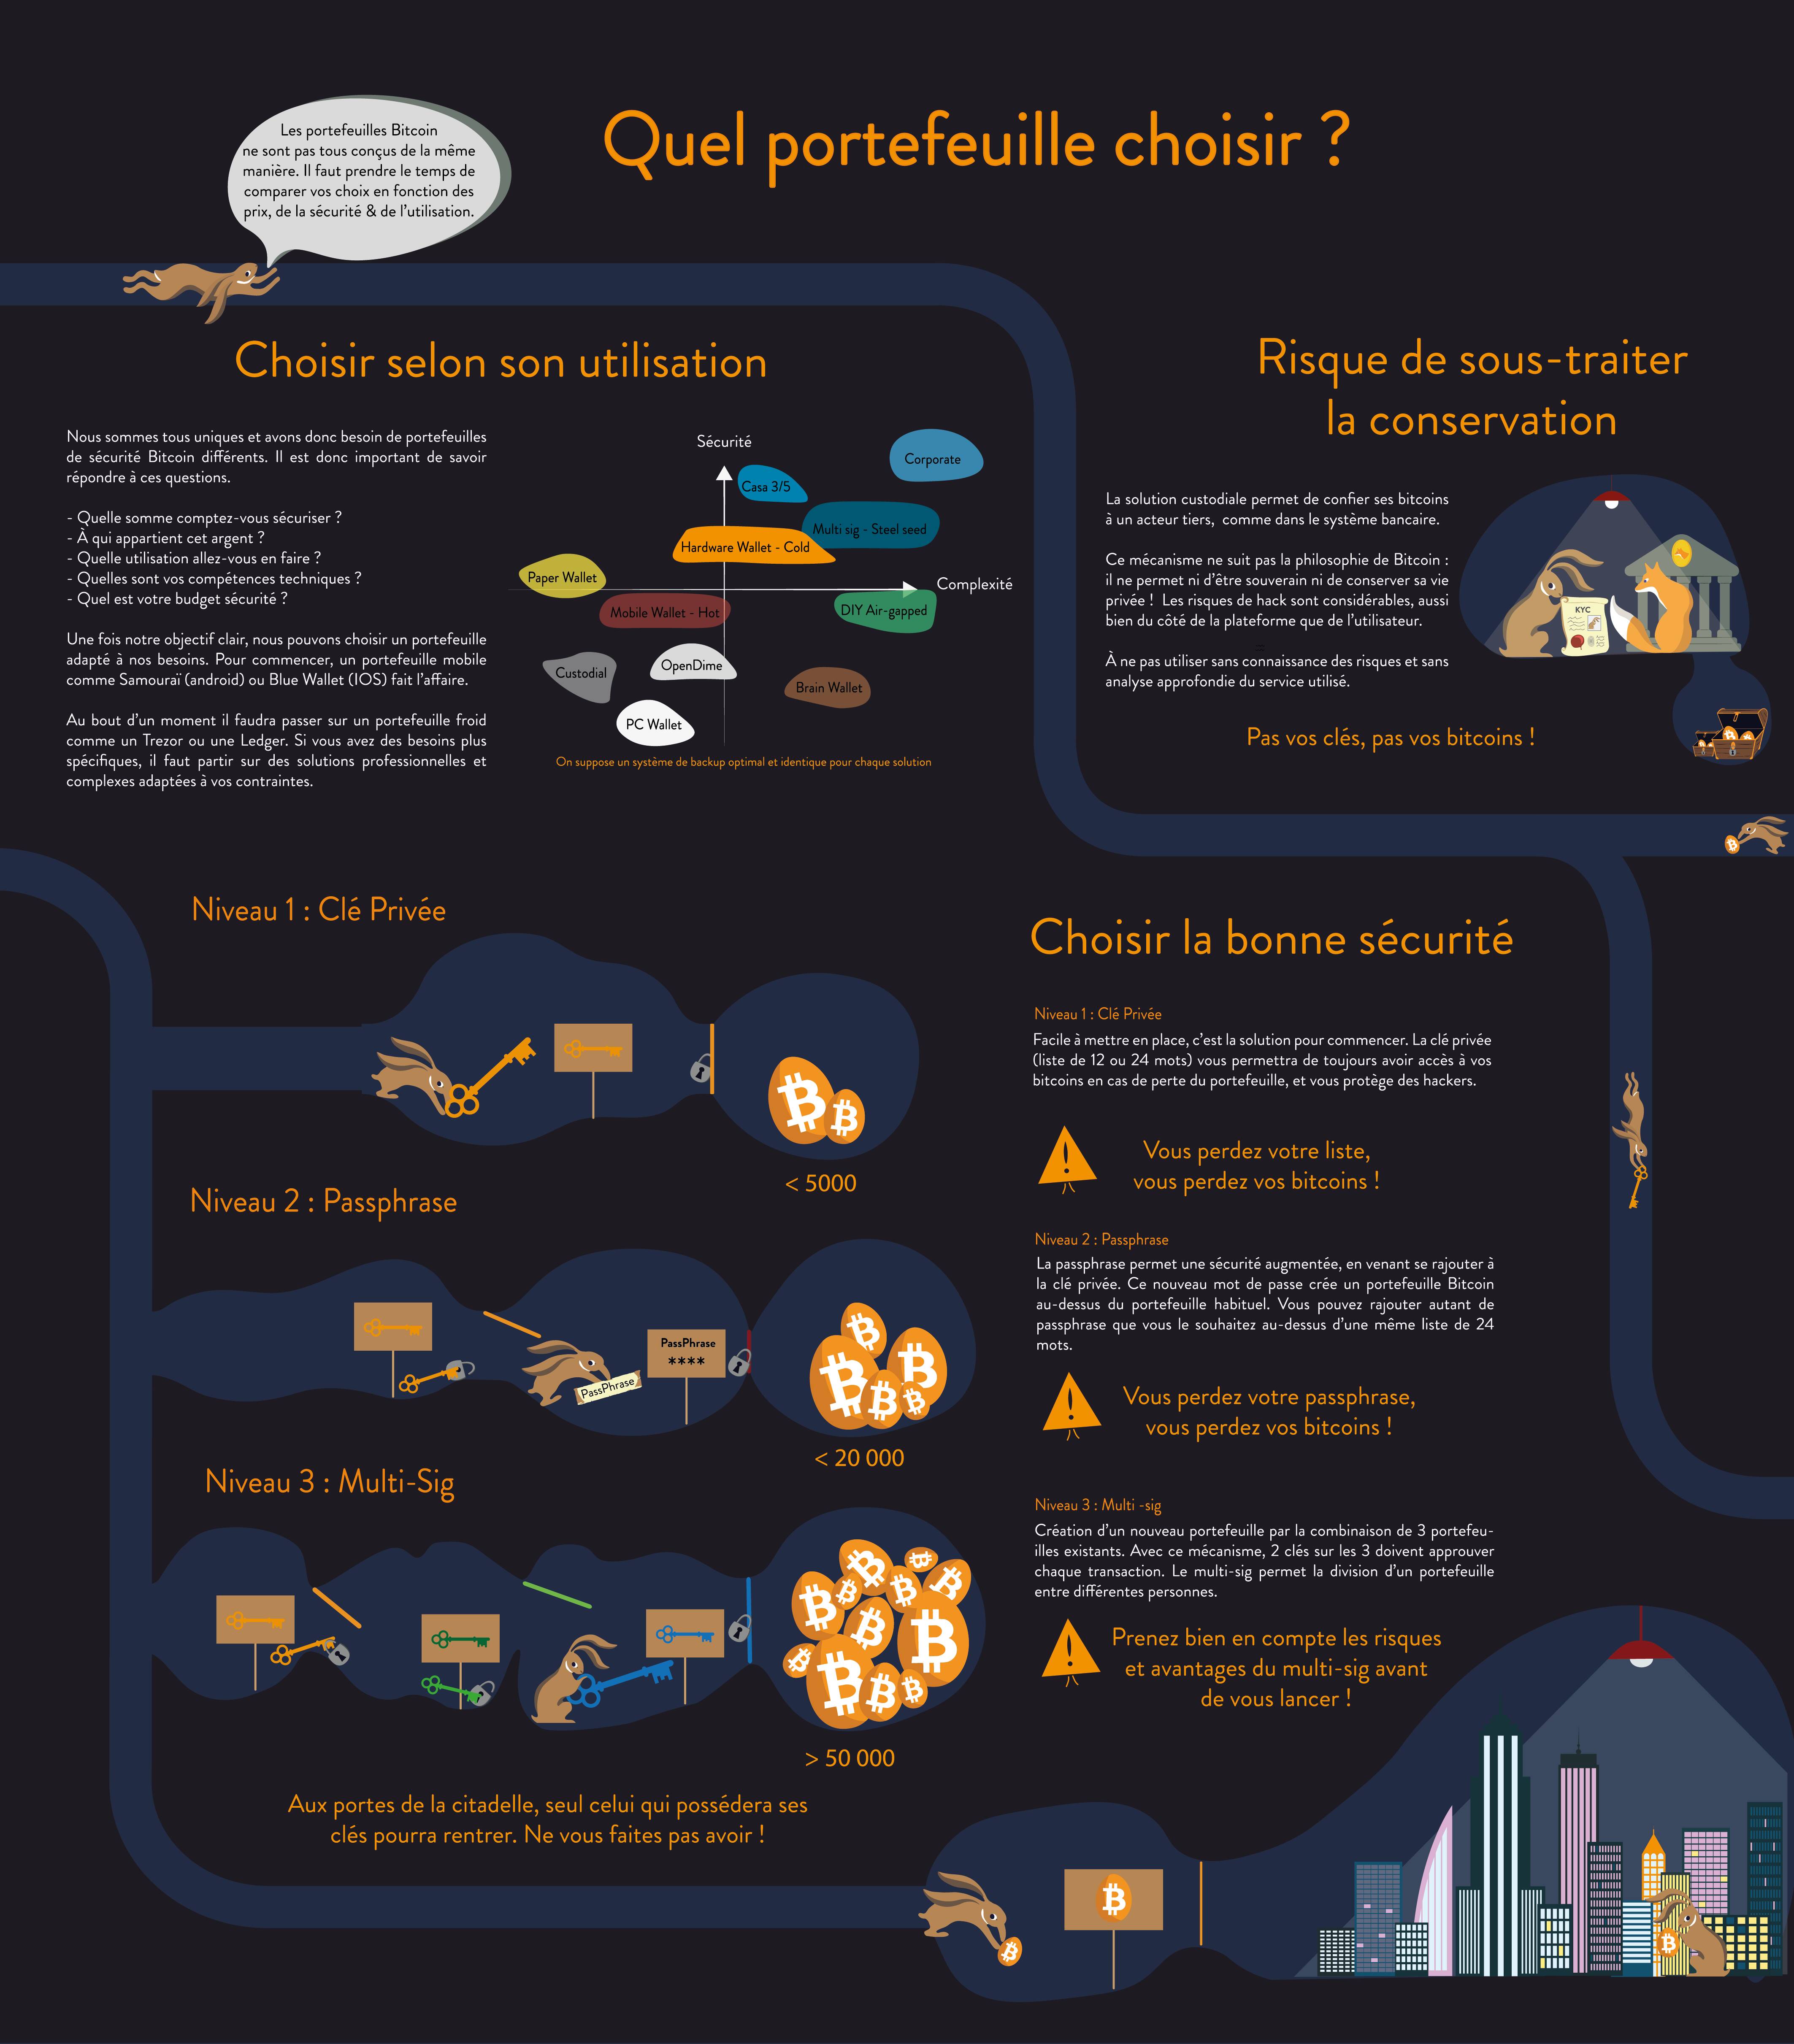 Quel portefeuille choisir ?
Les portefeuilles Bitcoin
ne sont pas tous conçus de la même
manière. Il faut prendre le temps de
comparer vos choix en fonction des
prix, de la sécurité & de l'utilisation.
Choisir selon son utilisation
Nous sommes tous uniques et avons donc besoin de portefeuilles
de sécurité Bitcoin différents. Il est donc important de savoir
répondre à ces questions.
- Quelle somme comptez-vous sécuriser ?
- À qui appartient cet argent ?
- Quelle utilisation allez-vous en faire ?
- Quelles sont vos compétences techniques ?
- Quel est votre budget sécurité ?
Une fois notre objectif clair, nous pouvons choisir un portefeuille
adapté à nos besoins. Pour commencer, un portefeuille mobile
comme Samouraï (android) ou Blue Wallet (IOS) fait l'affaire.
Au bout d'un moment il faudra passer sur un portefeuille froid
comme un Trezor ou une Ledger. Si vous avez des besoins plus
spécifiques, il faut partir sur des solutions professionnelles et
complexes adaptées à vos contraintes.
Sécurité
Corporate
Casa 3/5
Multi sig - Steel seed
Hardware Wallet - Cold
Paper Wallet
Complexité
Mobile Wallet - Hot
DIY Air-gapped
Custodial
OpenDime
Brain Wallet
PC Wallet
On suppose un système de backup optimal et identique pour chaque solution
Risque de sous-traiter
la conservation
La solution custodiale permet de confier ses bitcoins
à un acteur tiers, comme dans le système bancaire.
Ce mécanisme ne suit pas la philosophie de Bitcoin :
il ne permet ni d'être souverain ni de conserver sa vie
privée ! Les risques de hack sont considérables, aussi
bien du côté de la plateforme que de l'utilisateur.
=
À ne pas utiliser sans connaissance des risques et sans
analyse approfondie du service utilisé.
KYC
Pas vos clés, pas vos bitcoins !
Niveau 1 : Clé Privée
< 5000
Niveau 2 : Passphrase
PassPhrase
PassPhrase
****
< 20 000
Niveau 3 : Multi-Sig
> 50 000
Aux portes de la citadelle, seul celui qui possédera ses
clés pourra rentrer. Ne vous faites pas avoir !
Choisir la bonne sécurité
Niveau 1 : Clé Privée
Facile à mettre en place, c'est la solution pour commencer. La clé privée
(liste de 12 ou 24 mots) vous permettra de toujours avoir accès à vos
bitcoins en cas de perte du portefeuille, et vous protège des hackers.
Vous perdez votre liste,
vous perdez vos bitcoins !
Niveau 2 : Passphrase
La passphrase permet une sécurité augmentée, en venant se rajouter à
la clé privée. Ce nouveau mot de passe crée un portefeuille Bitcoin
au-dessus du portefeuille habituel. Vous pouvez rajouter autant de
passphrase que vous le souhaitez au-dessus d'une même liste de 24
mots.
Vous perdez votre passphrase,
vous perdez vos bitcoins !
Niveau 3 : Multi -sig
Création d'un nouveau portefeuille par la combinaison de 3 portefeu-
illes existants. Avec ce mécanisme, 2 clés sur les 3 doivent approuver
chaque transaction. Le multi-sig permet la division d'un portefeuille
entre différentes personnes.
Prenez bien en compte les risques
et avantages du multi-sig avant
de vous lancer !